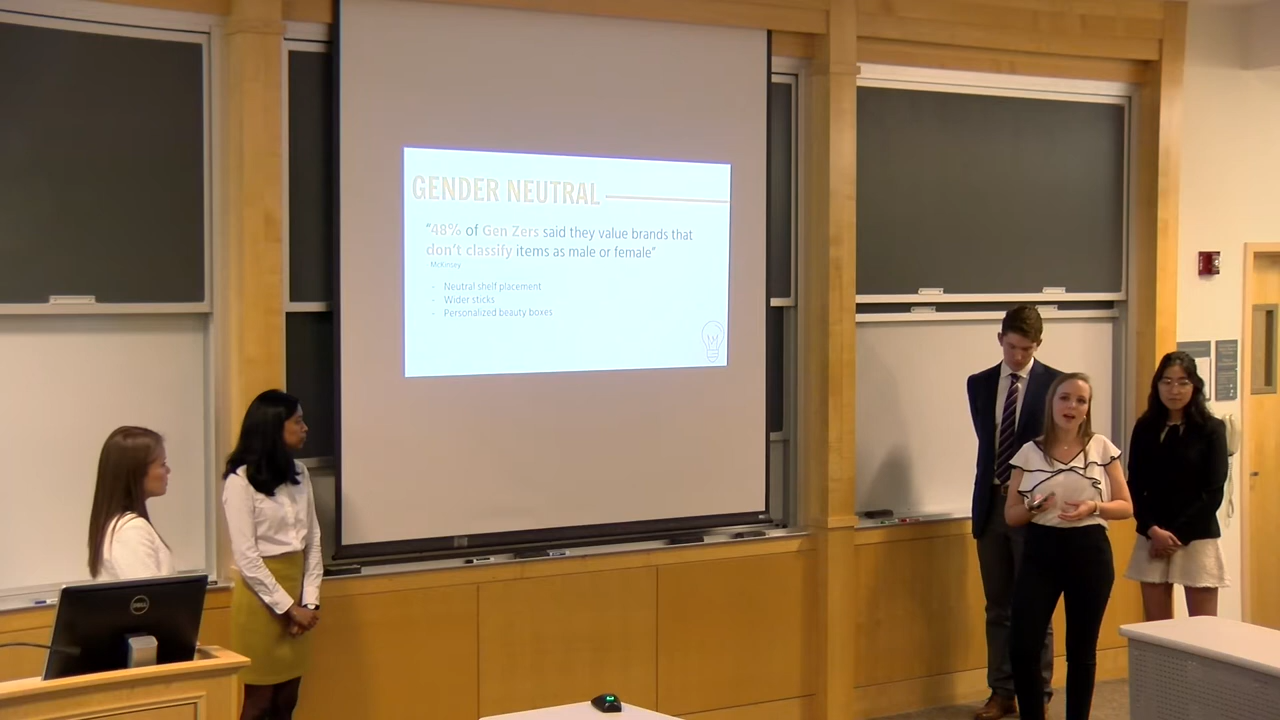 GENDER NEUTRAL
"48% of Gen Zers said they value brands that
don't classify items as male or female"
McKinsey
- Neutral shelf placement
- Wider sticks
- Personalized beauty boxes
DELL